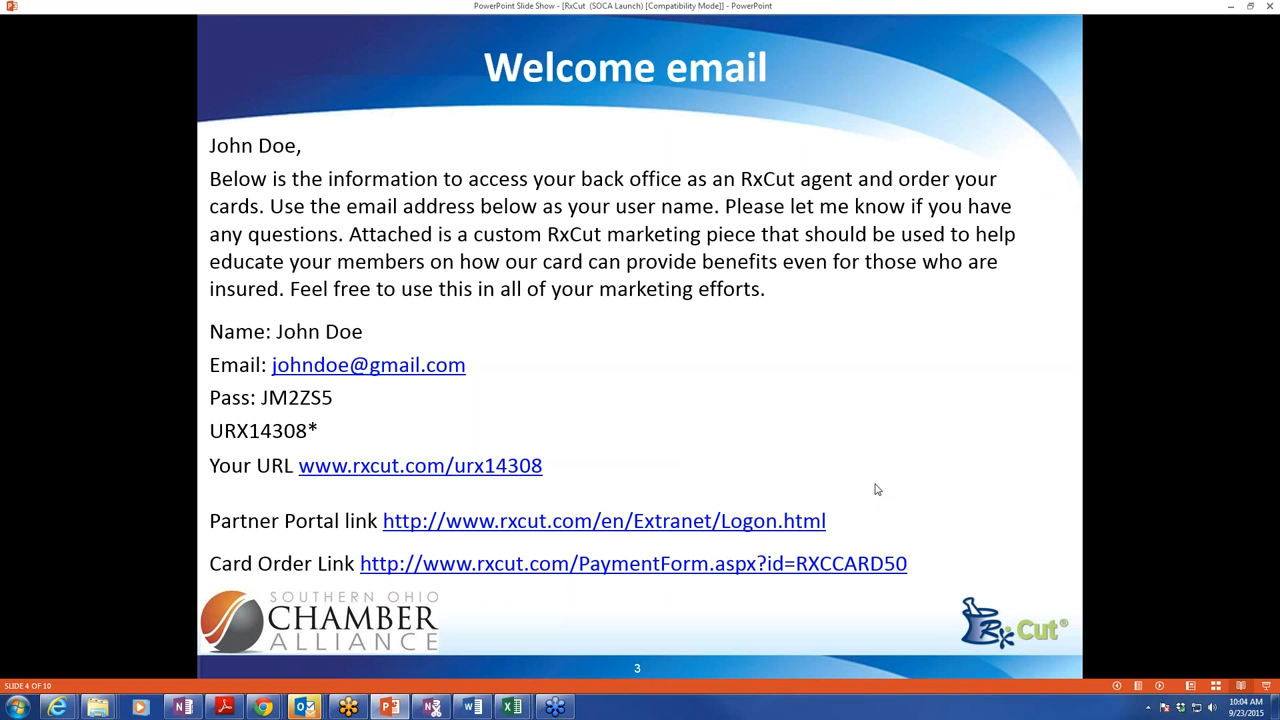 PowerPoint Slide Show - [RxCut (SOCA Launch) [Compatibility Mode]] - PowerPoint
Welcome email
John Doe,
Below is the information to access your back office as an RxCut agent and order your
cards. Use the email address below as your user name. Please let me know if you have
any questions. Attached is a custom RxCut marketing piece that should be used to help
educate your members on how our card can provide benefits even for those who are
insured. Feel free to use this in all of your marketing efforts.
Name: John Doe
Email: johndoe@gmail.com
Pass: JM2ZS5
URX14308*
Your URL www.rxcut.com/urx14308
Partner Portal link http://www.rxcut.com/en/Extranet/Logon.html
Card Order Link http://www.rxcut.com/PaymentForm.aspx?id=RXCCARD50
SOUTHERN OHIO
CHAMBER
ALLIANCE
Rx Cut®
3
SLIDE 4 OF 10
10:04 AM
9/23/2015